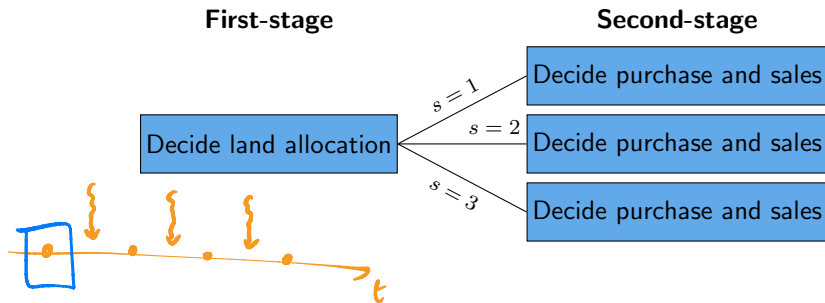 First-stage
Second-stage
Decide purchase and sales
s = 1
Decide land allocation
s = 2
Decide purchase and sales
s = 3
Decide purchase and sales
t